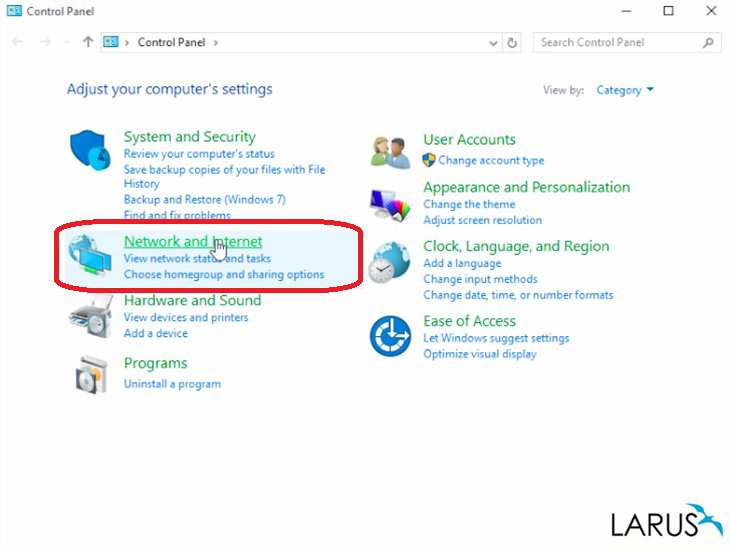 Control Panel
Control Panel
Search Control Panel
Adjust your computer's settings
View by: Category
System and Security
Review your computer's status
Save backup copies of your files with File
History
Backup and Restore (Windows 7)
Find and fix problems
Network and Internet
View network status and tasks
Choose homegroup and sharing options
Hardware and Sound
View devices and printers
Add a device
Programs
Uninstall a program
User Accounts
Change account type
Appearance and Personalization
Change the theme
Adjust screen resolution
Clock, Language, and Region
Add a language
Change input methods
Change date, time, or number formats
Ease of Access
Let Windows suggest settings
Optimize visual display
LARUS